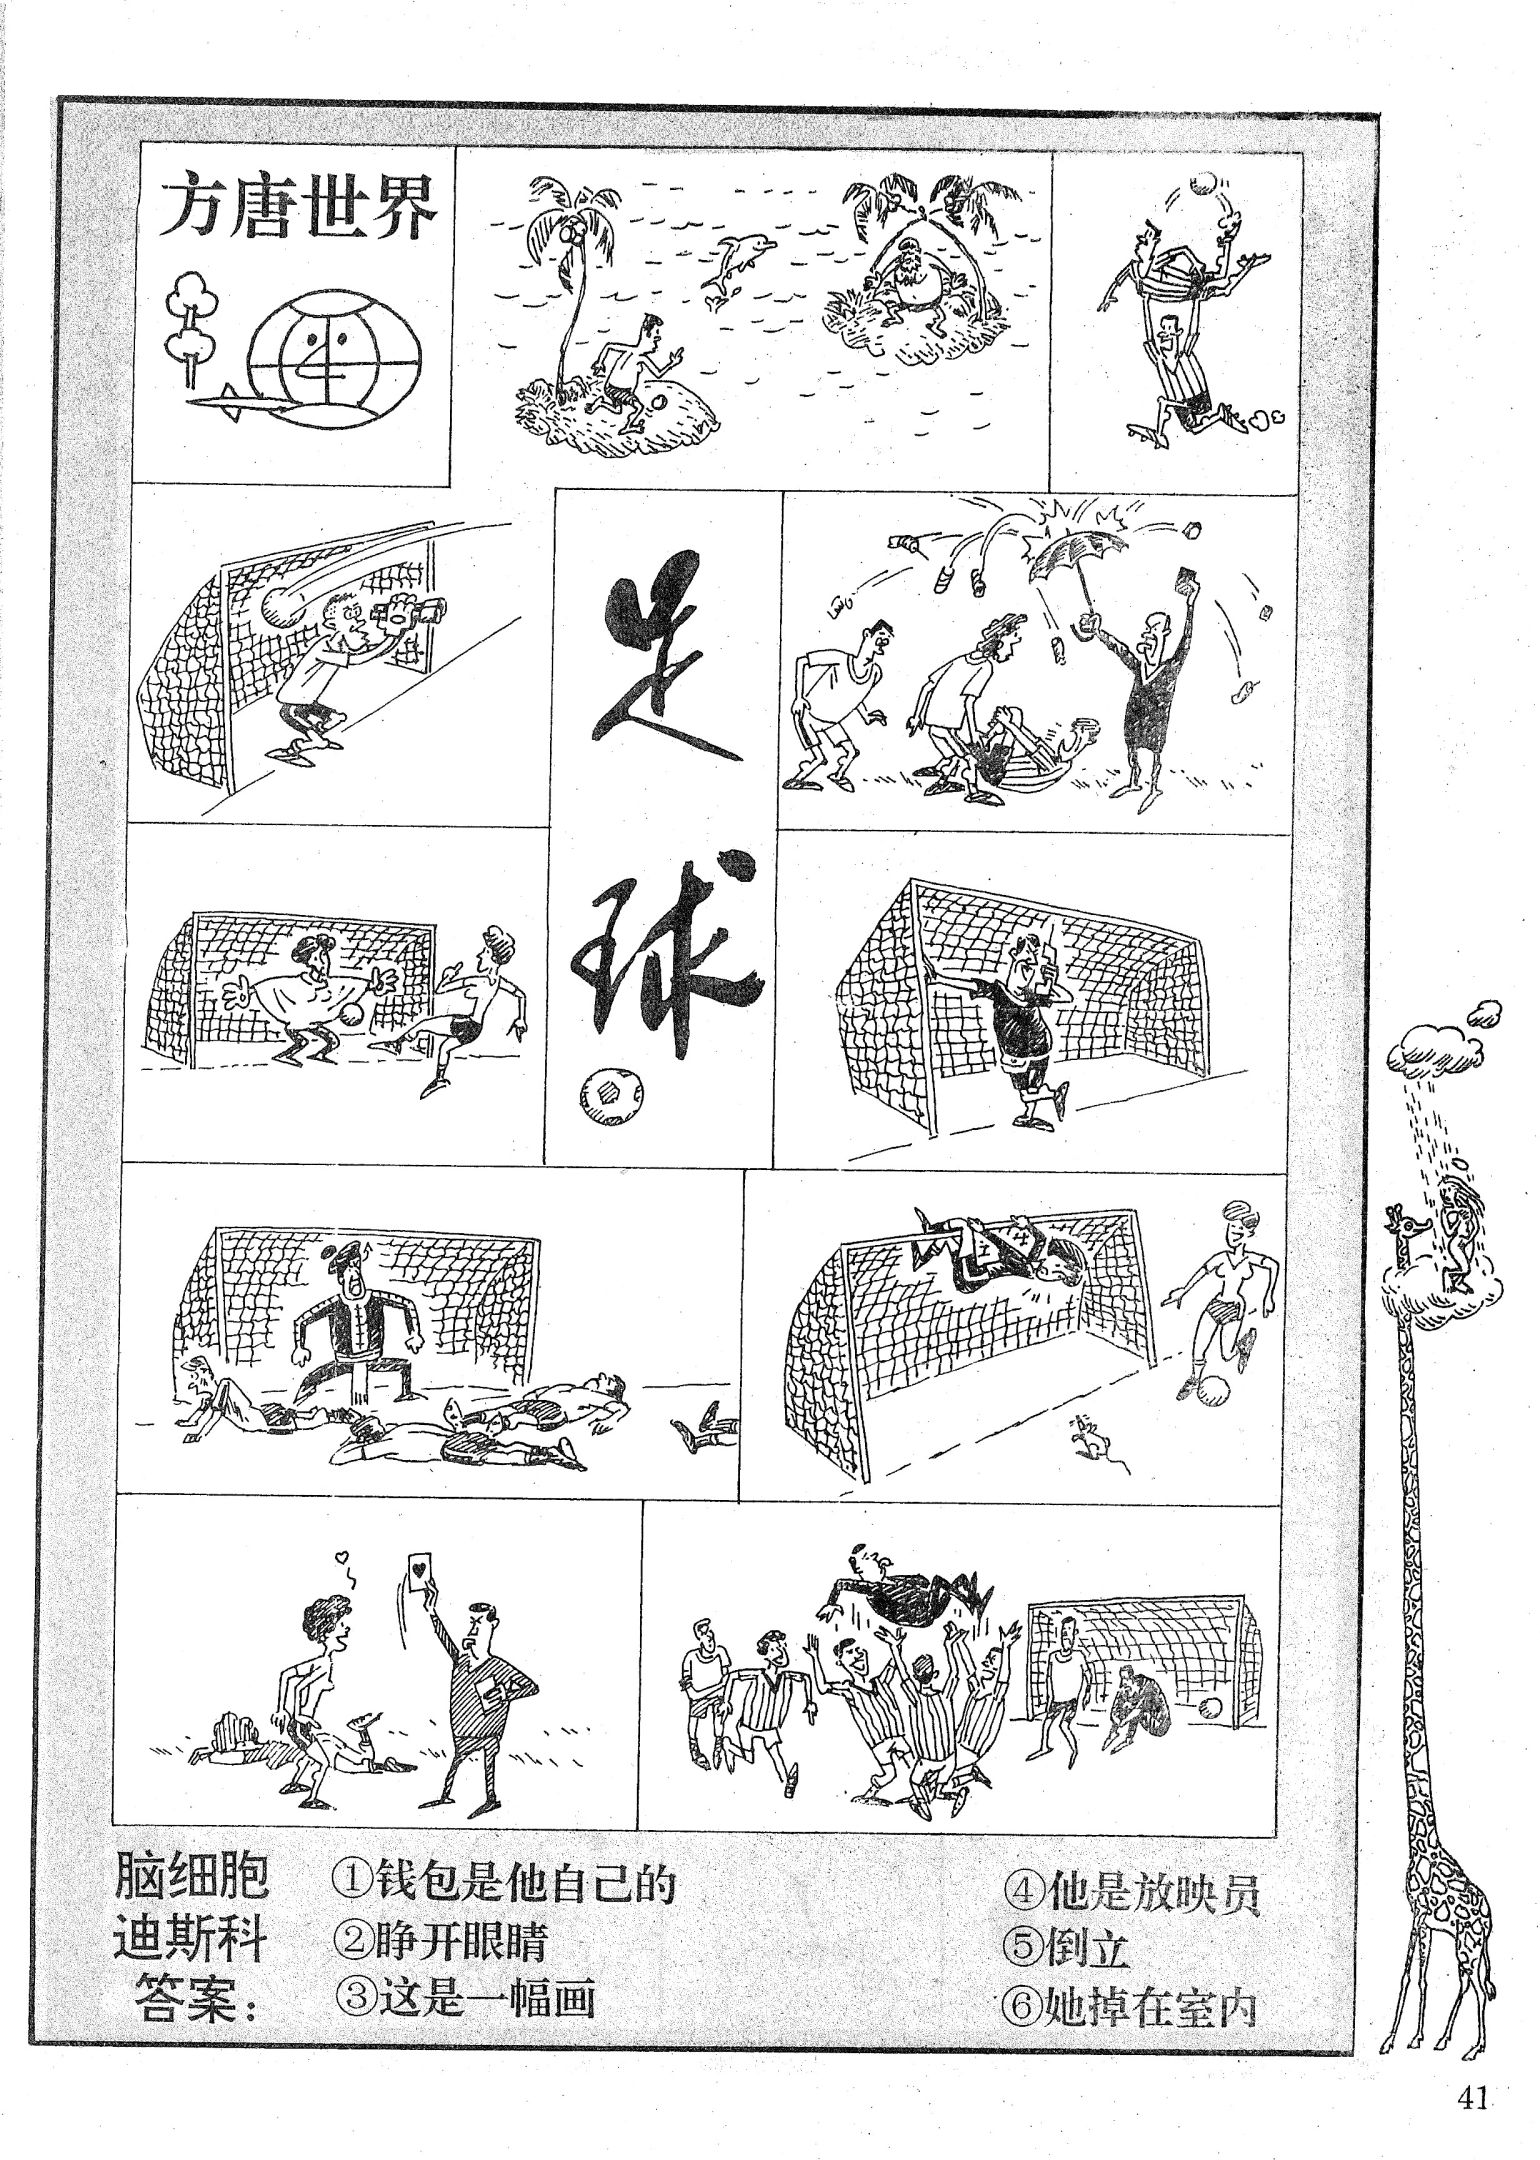 方唐世界
足
球
脑细胞
迪斯科
答案：
①钱包是他自己的
②睁开眼睛
③这是一幅画
④他是放映员
⑤倒立
⑥她掉在室内
41